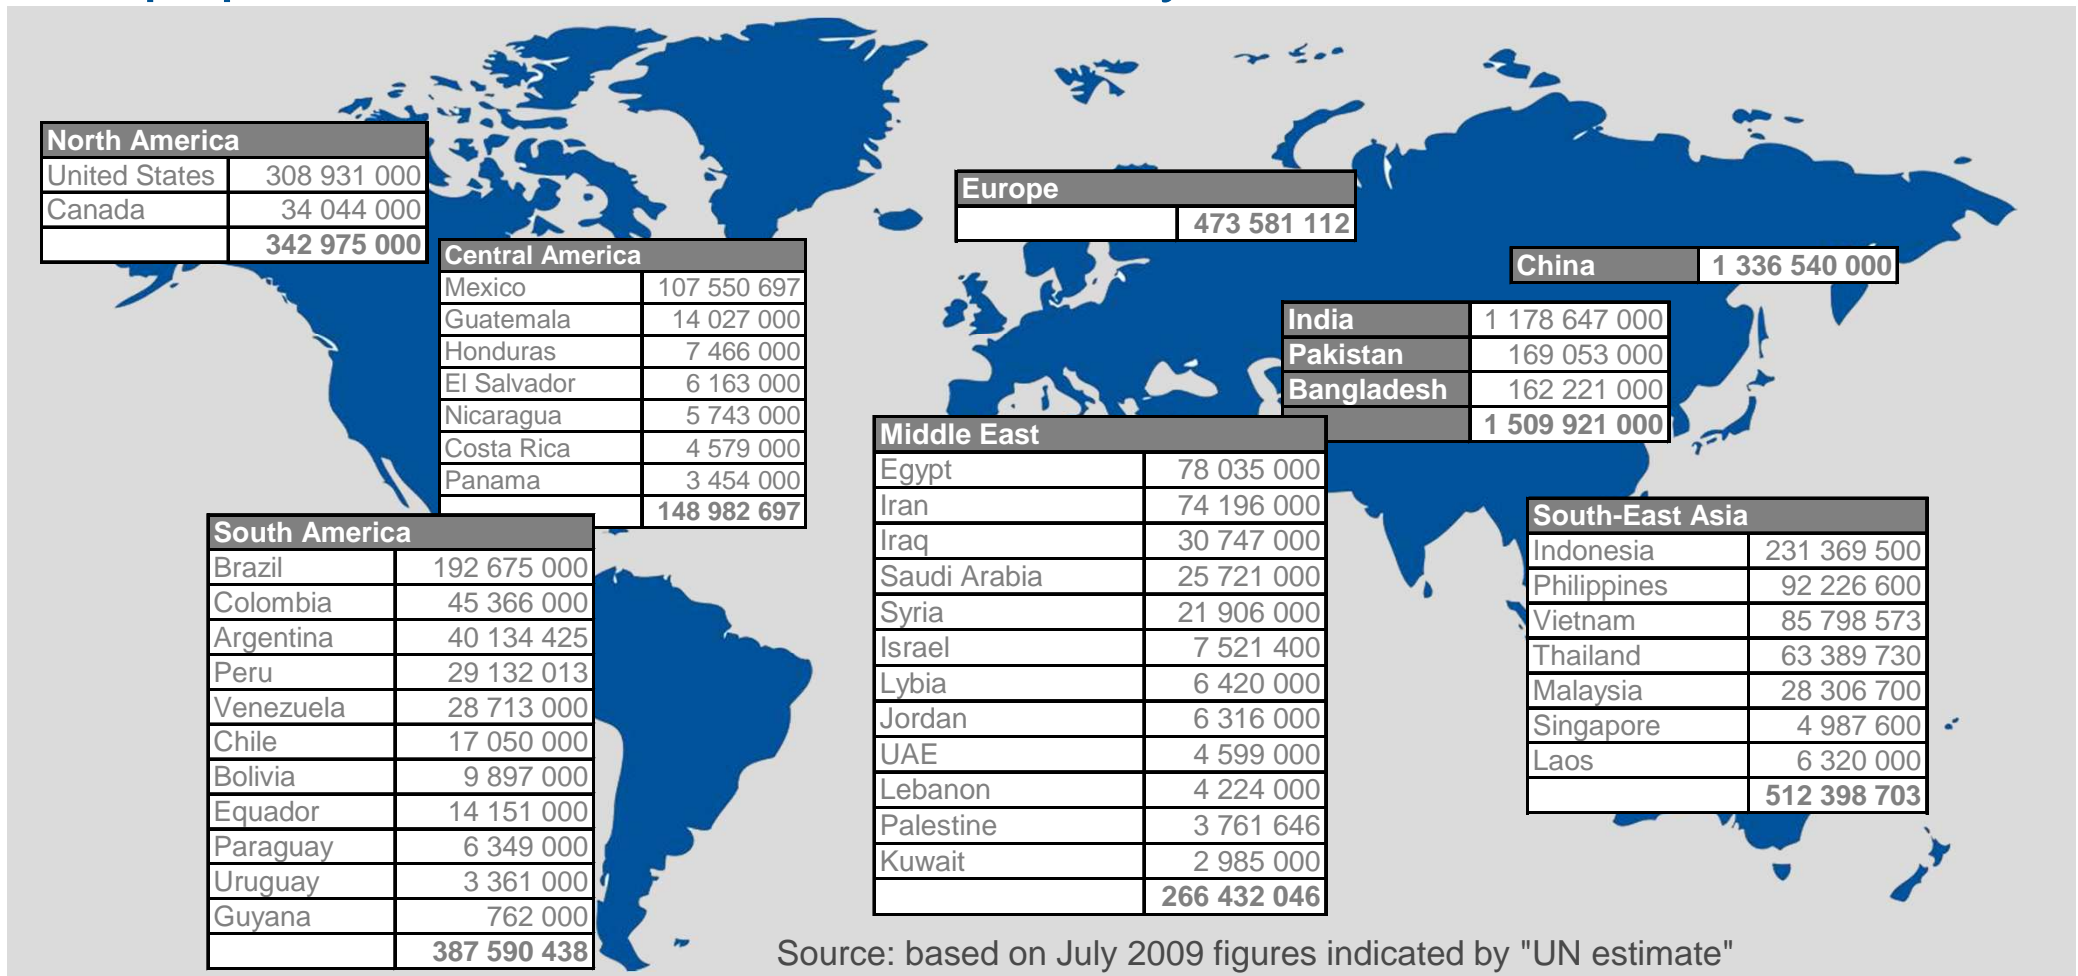 North America
United States 308 931 000
Canada 34 044 000
342 975 000
Central America
Mexico 107 550 697
Guatemala 14 027 000
Honduras 7 466 000
El Salvador 6 163 000
Nicaragua 5 743 000
Costa Rica 4 579 000
Panama 3 454 000
148 982 697
South America
Brazil 192 675 000
Colombia 45 366 000
Argentina 40 134 425
Peru 29 132 013
Venezuela 28 713 000
Chile 17 050 000
Bolivia 9 897 000
Equador 14 151 000
Paraguay 6 349 000
Uruguay 3 361 000
Guyana 762 000
387 590 438
Europe
473 581 112
China 1 336 540 000
India 1 178 647 000
Pakistan 169 053 000
Bangladesh 162 221 000
1 509 921 000
Middle East
Egypt 78 035 000
Iran 74 196 000
Iraq 30 747 000
Saudi Arabia 25 721 000
Syria 21 906 000
Israel 7 521 400
Lybia 6 420 000
Jordan 6 316 000
UAE 4 599 000
Lebanon 4 224 000
Palestine 3 761 646
Kuwait 2 985 000
266 432 046
South-East Asia
Indonesia 231 369 500
Philippines 92 226 600
Vietnam 85 798 573
Thailand 63 389 730
Malaysia 28 306 700
Singapore 4 987 600
Laos 6 320 000
512 398 703
Source: based on July 2009 figures indicated by "UN estimate"